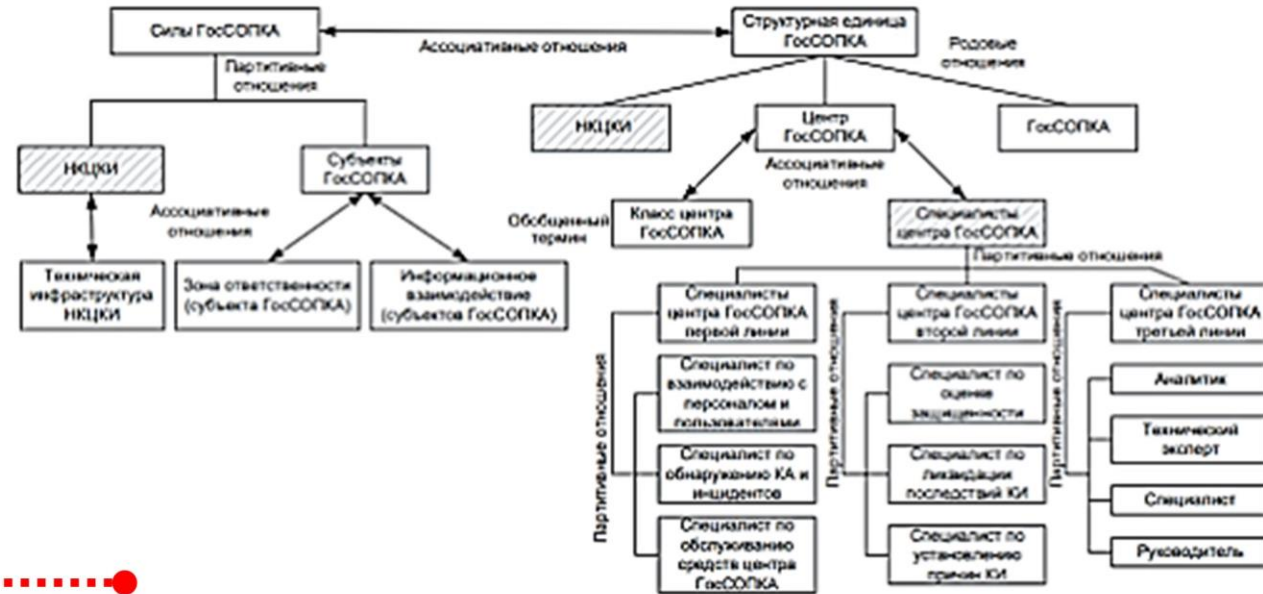 Силы ГосСОПКА
Ассоциативные отношения
Структурная единица
ГосСОПКА
Родовые
отношения
Партитивные
отношения
НКЦКИ
Центр
ГосСОПКА
ГосСОПКА
НКЦКИ
Субъекты
ГосСОПКА
Ассоциативные
отношения
Ассоциативные
отношения
Обобщенный
термин
Класс центра
ГосСОПКА
Специалисты
центра ГосСОПКА
Техническая
инфраструктура
НКЦКИ
Зона ответственности
(субъекта ГосСОПКА)
Информационное
взаимодействие
(субъектов ГосСОПКА)
Партитивные отношения
Специалисты
центра ГосСОПКА
первой линии
Специалисты
центра ГосСОПКА
второй линии
Специалисты
центра ГосСОПКА
третьей линии
Партитивные отношения
Специалист по
взаимодействию с
персоналом и
пользователями
Специалист по
обнаружению КА и
инцидентов
Специалист по
обслуживанию
средств центра
ГосСОПКА
Партитивные отношения
Специалист по
оценке
защищенности
Специалист по
ликвидации
последствий КИ
Специалист по
установлению
причин КИ
Партитивные отношения
Аналитик
Технический
эксперт
Специалист
Руководитель